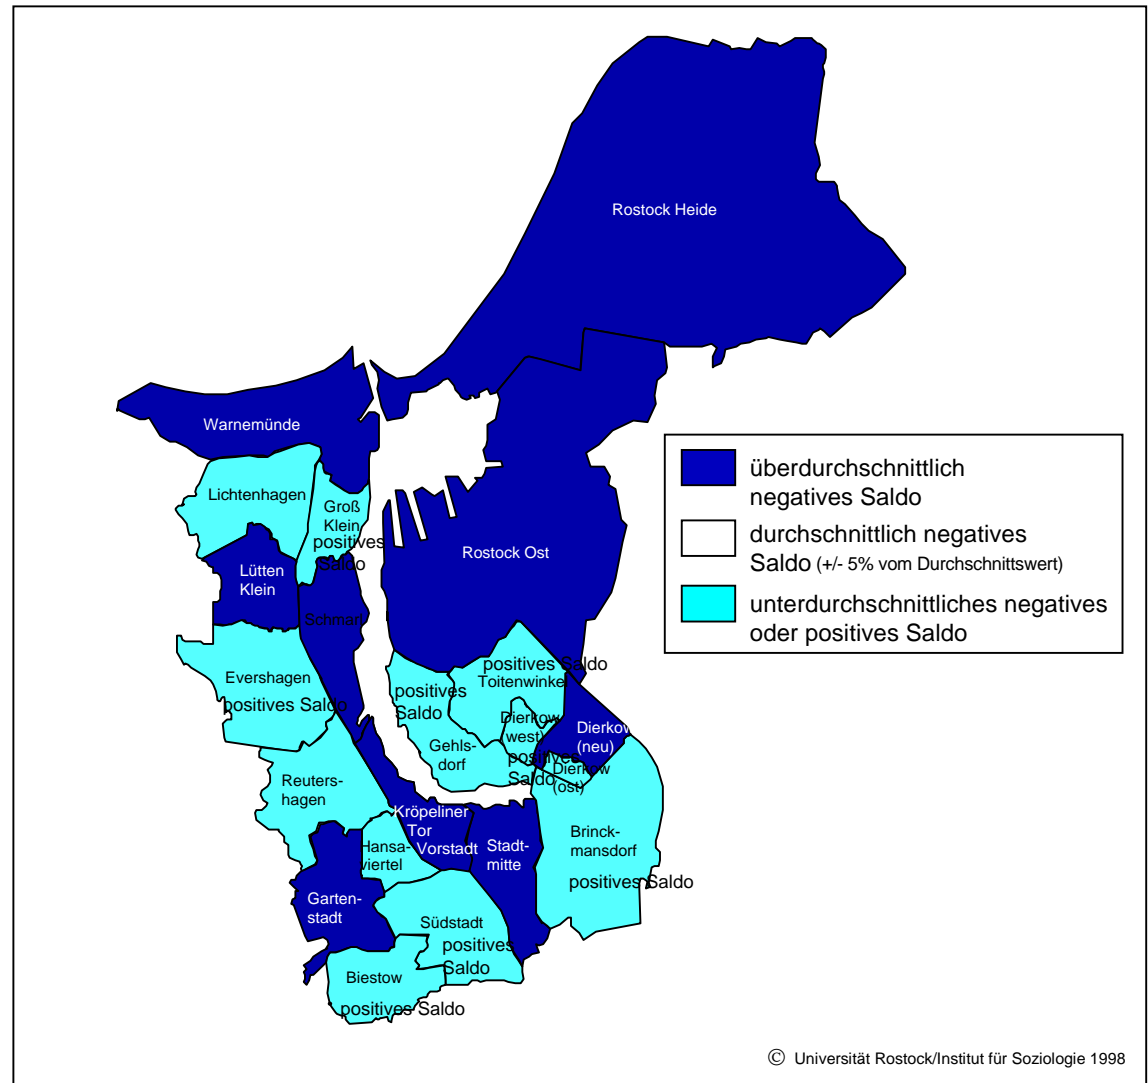 Rostock Heide
Warnemünde
Lichtenhagen
Groß
Klein
positives
Saldo
Rostock Ost
Lütten
Klein
Schmarl
Evershagen
positives Saldo
positives Saldo
Toitenwinkel
positives
Saldo
Gehls-
dorf
Dierkow
(west)
positives
Saldo
Dierkow
(neu)
Dierkow
(ost)
Reuters-
hagen
Kröpeliner
Tor
Vorstadt
Hansa-
viertel
Stadt-
mitte
Brinck-
mansdorf
positives Saldo
Garten-
stadt
Südstadt
positives
Saldo
Biestow
positives Saldo
überdurchschnittlich
negatives Saldo
durchschnittlich negatives
Saldo (+/- 5% vom Durchschnittswert)
unterdurchschnittliches negatives
oder positives Saldo
© Universität Rostock/Institut für Soziologie 1998